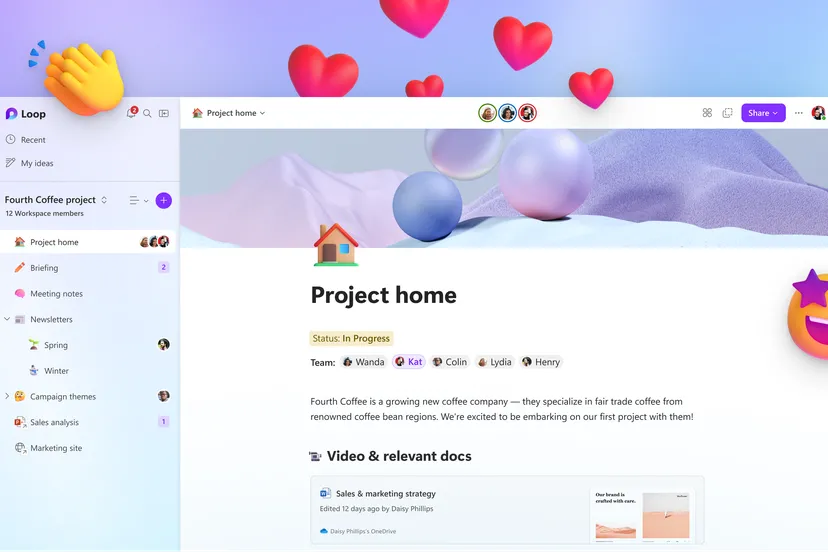 Loop
2
Recent
My ideas
Fourth Coffee project
12 Workspace members
Project home
Briefing
2
Meeting notes
Newsletters
Spring
Winter
Campaign themes
Sales analysis
1
Marketing site
Project home
Share
Project home
Status: In Progress
Team: Wanda Kat Colin Lydia Henry
Fourth Coffee is a growing new coffee company — they specialize in fair trade coffee from
renowned coffee bean regions. We're excited to be embarking on our first project with them!
Video & relevant docs
Sales & marketing strategy
Edited 12 days ago by Daisy Phillips
Daisy Phillips's OneDrive
Our brand is
crafted with care.